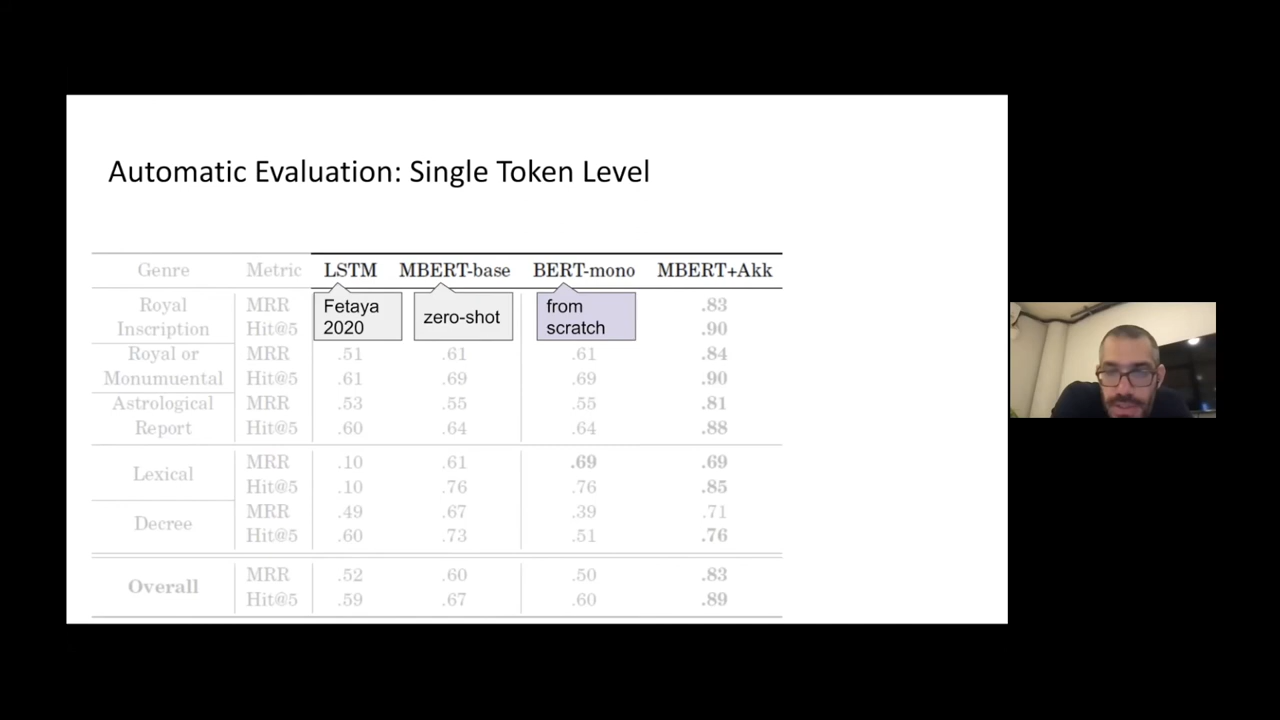 Automatic Evaluation: Single Token Level
Genre Metric LSTM MBERT-base BERT-mono MBERT+Akk
Fetaya
2020
zero-shot
from
scratch
Royal MRR .83
Inscription Hit@5 .90
Royal or MRR .51 .61 .61 .84
Monumuental Hit@5 .61 .69 .69 .90
Astrological MRR .53 .55 .55 .81
Report Hit@5 .60 .64 .64 .88
Lexical
MRR .10 .61 .69 .69
Hit@5 .10 .76 .76 .85
Decree
MRR .49 .67 .39 .71
Hit@5 .60 .73 .51 .76
Overall
MRR .52 .60 .50 .83
Hit@5 .59 .67 .60 .89